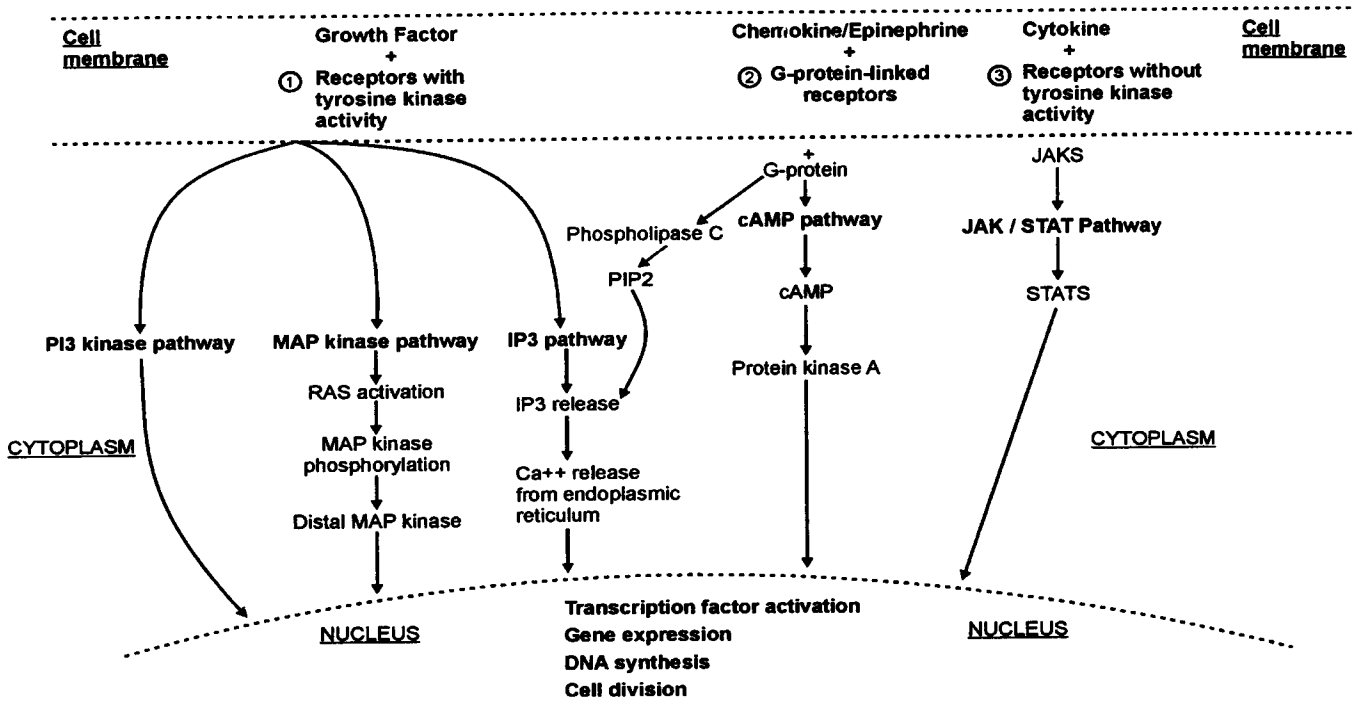 Cell
membrane
Growth Factor
+
① Receptors with
tyrosine kinase
activity
Chemokine/Epinephrine
+
② G-protein-linked
receptors
Cytokine
+
③ Receptors without
tyrosine kinase
activity
Cell
membrane
+
G-protein
JAKS
Phospholipase C
cAMP pathway
JAK / STAT Pathway
PIP2
cAMP
STATS
PI3 kinase pathway
MAP kinase pathway
IP3 pathway
Protein kinase A
RAS activation
IP3 release
CYTOPLASM
MAP kinase
phosphorylation
Ca++ release
from endoplasmic
reticulum
CYTOPLASM
Distal MAP kinase
NUCLEUS
Transcription factor activation
Gene expression
DNA synthesis
Cell division
NUCLEUS